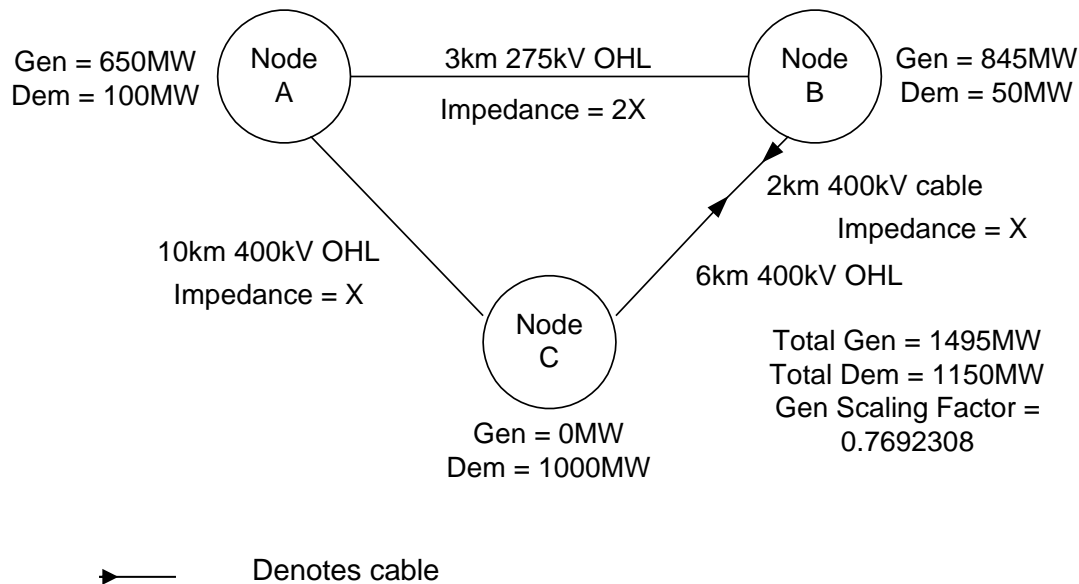 Gen = 650MW
Dem = 100MW
Node
A
3km 275kV OHL
Impedance = 2X
Node
B
Gen = 845MW
Dem = 50MW
2km 400kV cable
Impedance = X
10km 400kV OHL
Impedance = X
6km 400kV OHL
Node
C
Gen = 0MW
Dem = 1000MW
Total Gen = 1495MW
Total Dem = 1150MW
Gen Scaling Factor =
0.7692308
Denotes cable